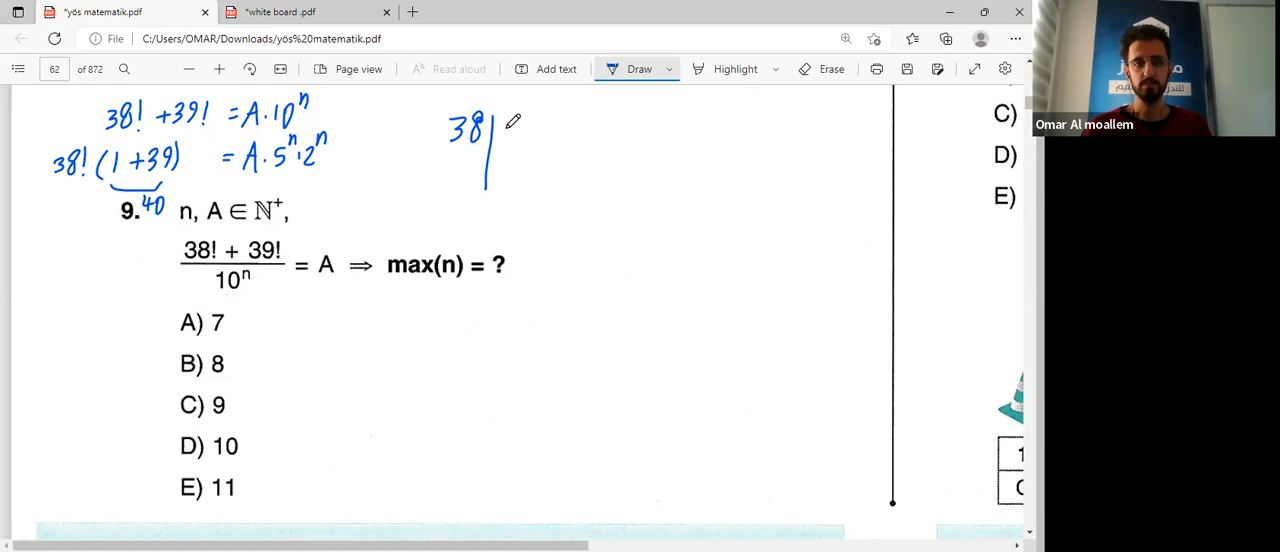 *yös matematik.pdf
*white board .pdf
File
C:/Users/OMAR/Downloads/yös%20matematik.pdf
62 of 872
Page view
Read aloud
Add text
Draw
Highlight
Erase
38! + 39! = A · 10^n
38! (1 + 39) = A · 5^n · 2^n
40
38
9. n, A ∈ ℕ⁺,
(38! + 39!) / 10^n = A ⇒ max(n) = ?
A) 7
B) 8
C) 9
D) 10
E) 11
C)
D)
E)
Omar Al moallem